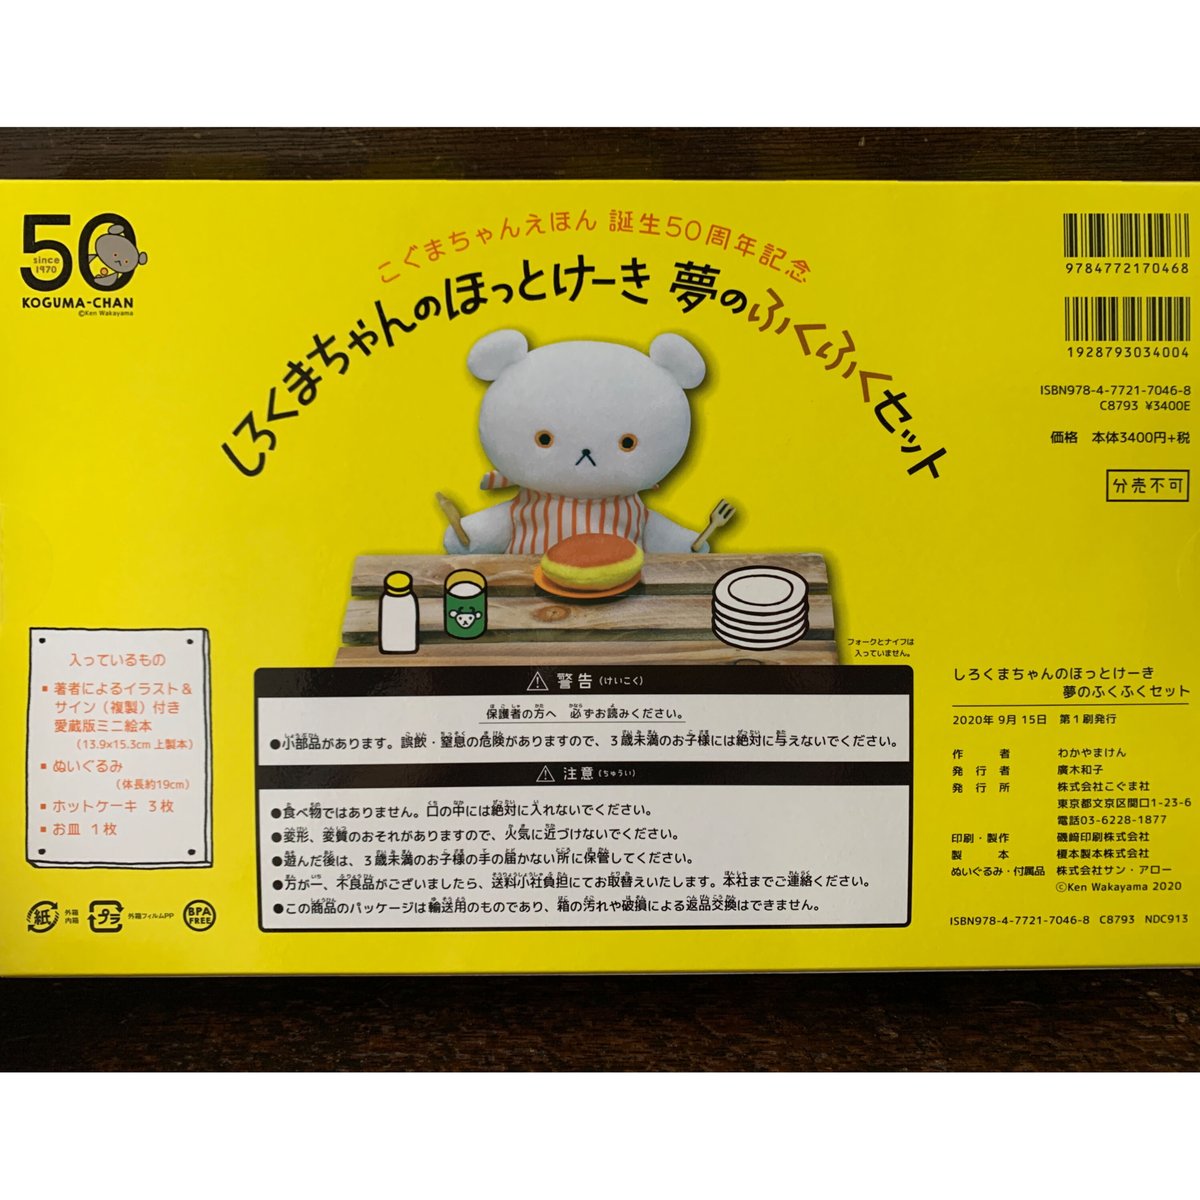 50
since
1970
KOGUMA-CHAN
©Ken Wakayama
こぐまちゃんえほん 誕生50周年記念
しろくまちゃんのほっとけーき 夢のふくふくセット
9784772170468
1928793034004
ISBN978-4-7721-7046-8
C8793 ¥3400E
価格 本体3400円+税
分売不可
フォークとナイフは
入っていません。
入っているもの
▪ 著者によるイラスト&
サイン(複製)付き
愛蔵版ミニ絵本
(13.9×15.3cm 上製本)
▪ ぬいぐるみ
(体長約19cm)
▪ ホットケーキ 3枚
▪ お皿 1枚
紙 外箱
内箱
プラ 外箱フィルムPP
BPA
FREE
警告(けいこく)
保護者の方へ 必ずお読みください。
●小部品があります。誤飲・窒息の危険がありますので、3歳未満のお子様には絶対に与えないでください。
注意(ちゅうい)
●食べ物ではありません。口の中には絶対に入れないでください。
●変形、変質のおそれがありますので、火気に近づけないでください。
●遊んだ後は、3歳未満のお子様の手の届かない所に保管してください。
●万が一、不良品がございましたら、送料小社負担にてお取替えいたします。本社までご連絡ください。
●この商品のパッケージは輸送用のものであり、箱の汚れや破損による返品交換はできません。
しろくまちゃんのほっとけーき
夢のふくふくセット
2020年9月15日 第1刷発行
作者 わかやまけん
発行者 廣木和子
発行所 株式会社こぐま社
東京都文京区関口1-23-6
電話03-6228-1877
印刷・製作 磯﨑印刷株式会社
製本 榎本製本株式会社
ぬいぐるみ・付属品 株式会社サン・アロー
©Ken Wakayama 2020
ISBN978-4-7721-7046-8 C8793 NDC913